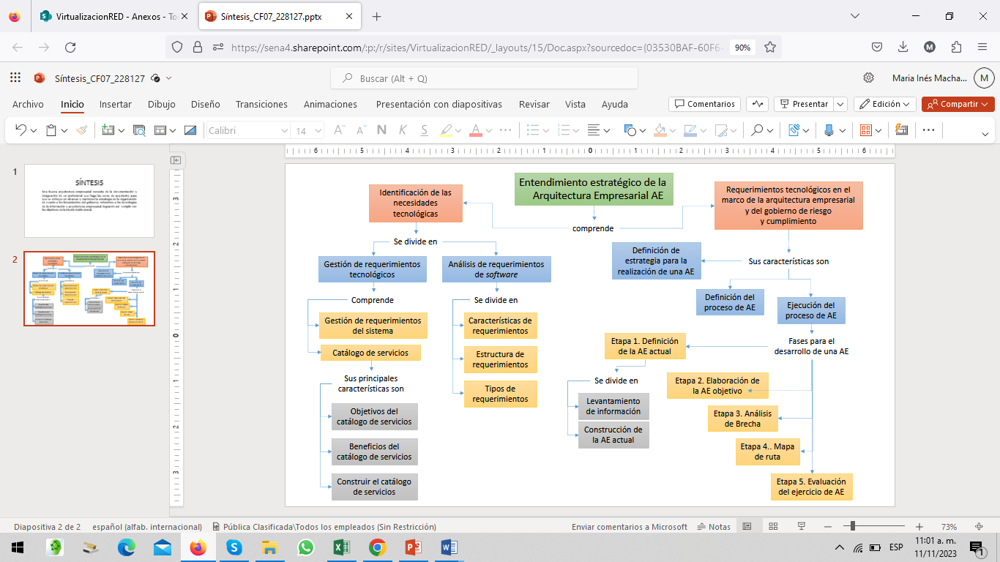 VirtualizacionRED - Anexos - To
Síntesis_CF07_228127.pptx
https://sena4.sharepoint.com/:p:/r/sites/VirtualizacionRED/_layouts/15/Doc.aspx?sourcedoc={03530BAF-60F6-
90%
M
Síntesis_CF07_228127
Buscar (Alt + Q)
Maria Inés Macha...
M
Archivo
Inicio
Insertar
Dibujo
Diseño
Transiciones
Animaciones
Presentación con diapositivas
Revisar
Vista
Ayuda
Comentarios
Presentar
Edición
Compartir
Calibri
14
N
K
S
1
SÍNTESIS
2
Entendimiento estratégico de la
Arquitectura Empresarial AE
comprende
Identificación de las
necesidades
tecnológicas
Se divide en
Gestión de requerimientos
tecnológicos
Comprende
Gestión de requerimientos
del sistema
Catálogo de servicios
Sus principales
características son
Objetivos del
catálogo de servicios
Beneficios del
catálogo de servicios
Construir el catálogo
de servicios
Análisis de requerimientos
de software
Se divide en
Características de
requerimientos
Estructura de
requerimientos
Tipos de
requerimientos
Requerimientos tecnológicos en el
marco de la arquitectura empresarial
y del gobierno de riesgo
y cumplimiento
Sus características son
Definición de
estrategia para la
realización de una AE
Definición del
proceso de AE
Ejecución del
proceso de AE
Fases para el
desarrollo de una AE
Etapa 1. Definición
de la AE actual
Se divide en
Levantamiento
de información
Construcción de
la AE actual
Etapa 2. Elaboración de
la AE objetivo
Etapa 3. Análisis
de Brecha
Etapa 4.. Mapa
de ruta
Etapa 5. Evaluación
del ejercicio de AE
Diapositiva 2 de 2
español (alfab. internacional)
Pública Clasificada\Todos los empleados (Sin Restricción)
Enviar comentarios a Microsoft
Notas
73%
ESP
11:01 a. m.
11/11/2023
1